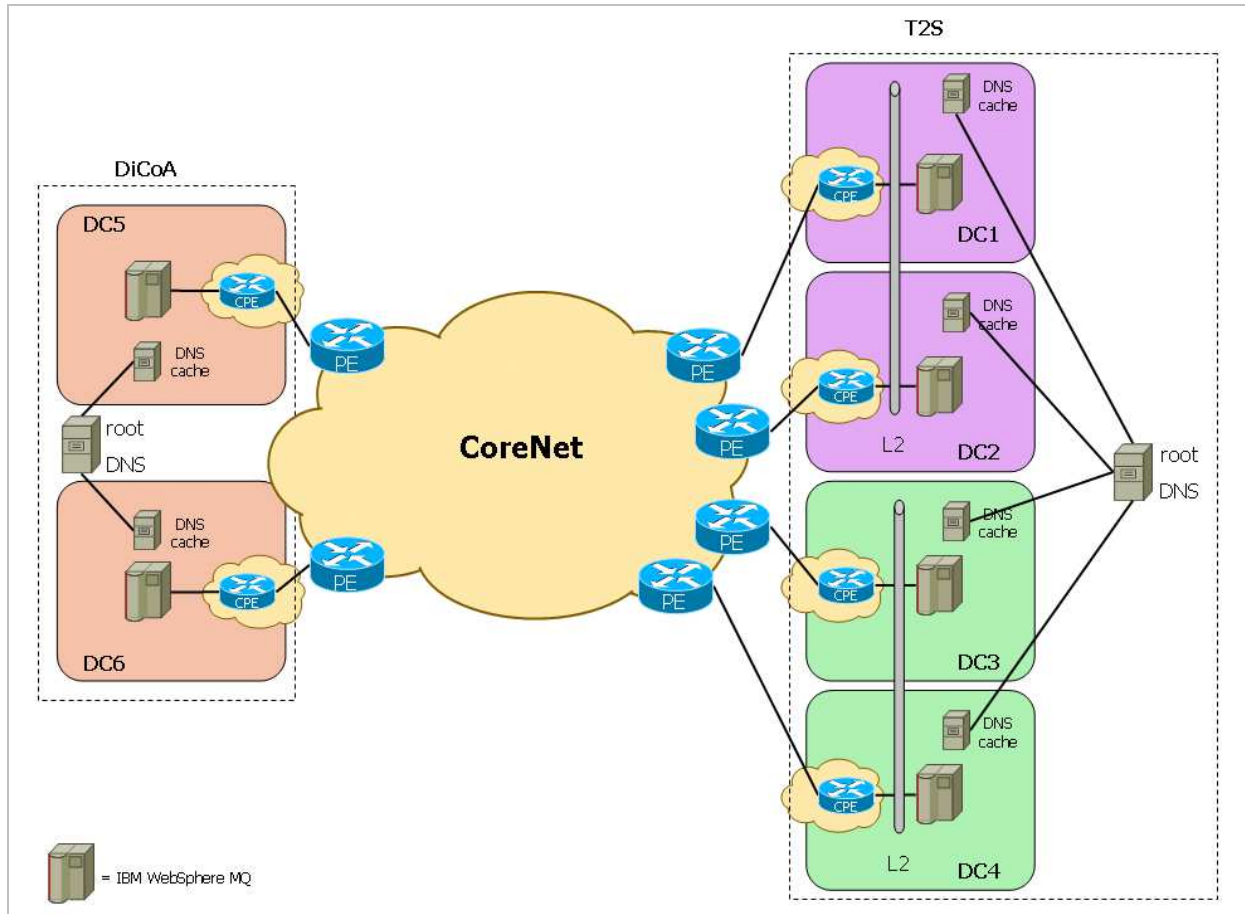 T2S
DNS
cache
CPE
DC1
DiCoA
DC5
CPE
DNS
cache
root
DNS
DNS
cache
CPE
DC6
PE
PE
CoreNet
PE
PE
PE
PE
DNS
cache
CPE
L2
DC2
root
DNS
DNS
cache
CPE
DC3
DNS
cache
CPE
L2
DC4
= IBM WebSphere MQ